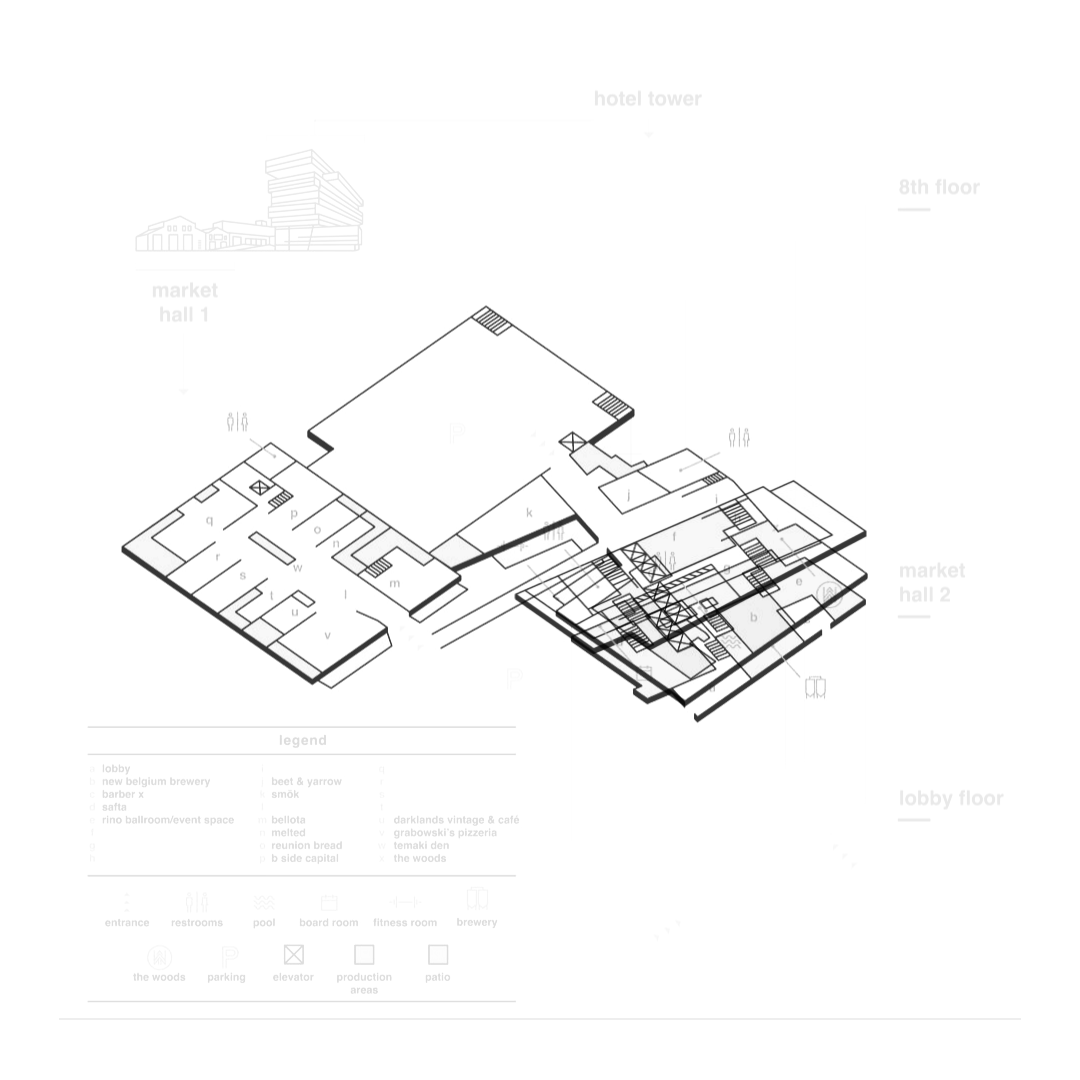 hotel tower
8th floor
market
hall 1
market
hall 2
lobby floor
q
p
o
n
r
s
w
m
t
u
l
v
k
j
i
f
g
e
b
legend
lobby
new belgium brewery
barber x
d safta
rino ballroom/event space
beet & yarrow
k smök
m bellota
n melted
o reunion bread
p b side capital
darklands vintage & café
grabowski's pizzeria
w temaki den
the woods
entrance restrooms pool board room fitness room brewery
the woods parking elevator production areas patio